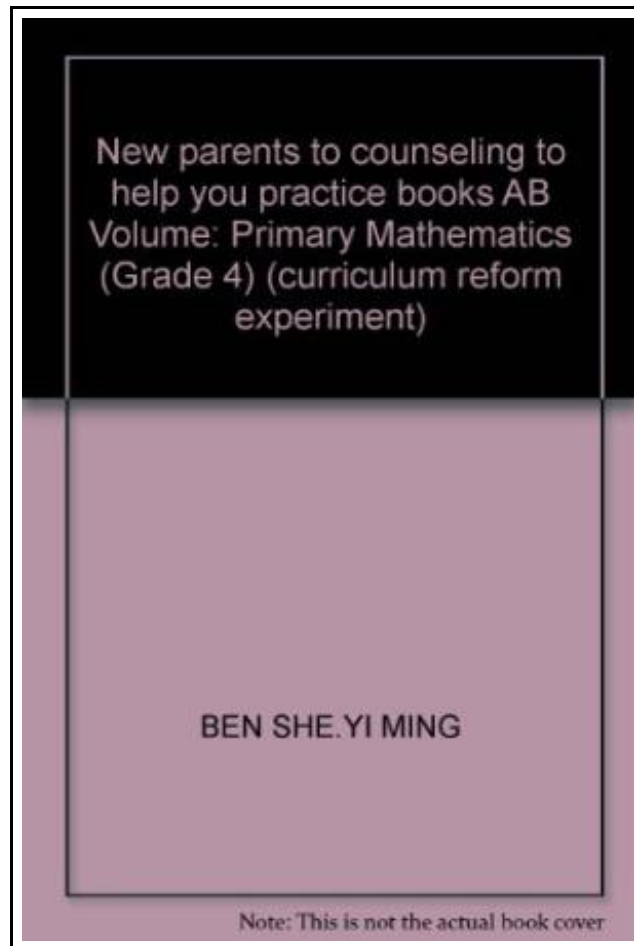 New parents to counseling to
help you practice books AB
Volume: Primary Mathematics
(Grade 4) (curriculum reform
experiment)
BEN SHE.YI MING
Note: This is not the actual book cover